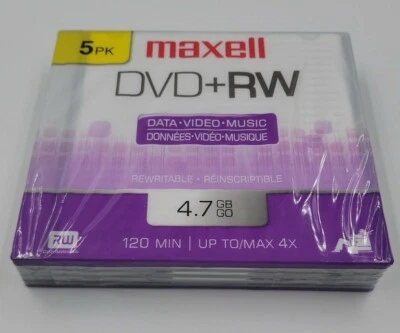 5PK
maxell
DVD+RW
DATA•VIDEO•MUSIC
DONNÉES•VIDÉO•MUSIQUE
REWRITABLE • RÉINSCRIPTIBLE
4.7 GB GO
RW
120 MIN | UP TO/MAX 4X